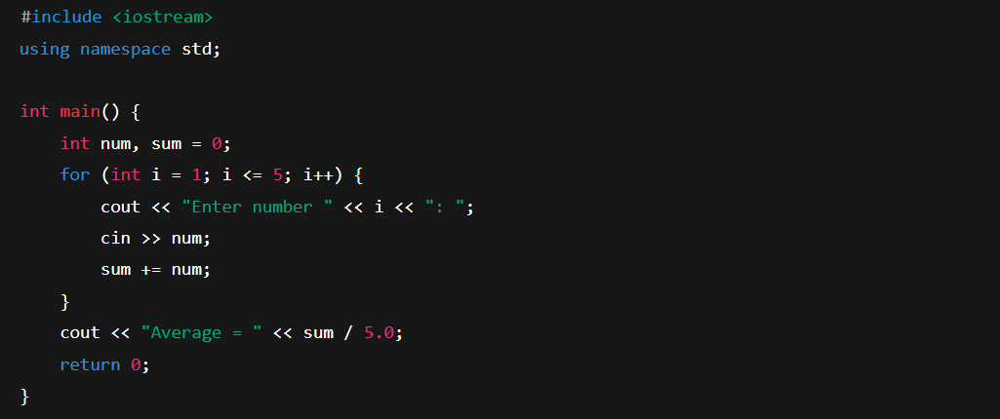 #include <iostream>
using namespace std;

int main() {
    int num, sum = 0;
    for (int i = 1; i <= 5; i++) {
        cout << "Enter number " << i << ": ";
        cin >> num;
        sum += num;
    }
    cout << "Average = " << sum / 5.0;
    return 0;
}